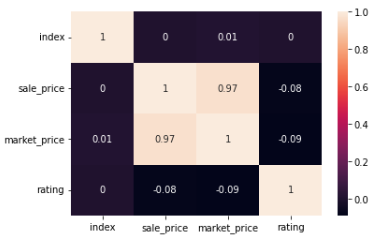 index 1 0 0.01 0
sale_price 0 1 0.97 -0.08
market_price 0.01 0.97 1 -0.09
rating 0 -0.08 -0.09 1
index sale_price market_price rating
1.0
0.8
0.6
0.4
0.2
0.0